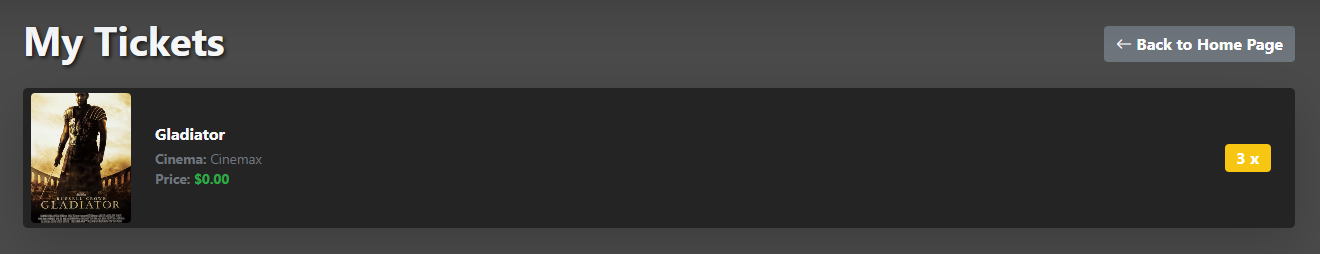 My Tickets
← Back to Home Page
Gladiator
Cinema: Cinemax
Price: $0.00
3 x
RUSSELL CROWE
GLADIATOR